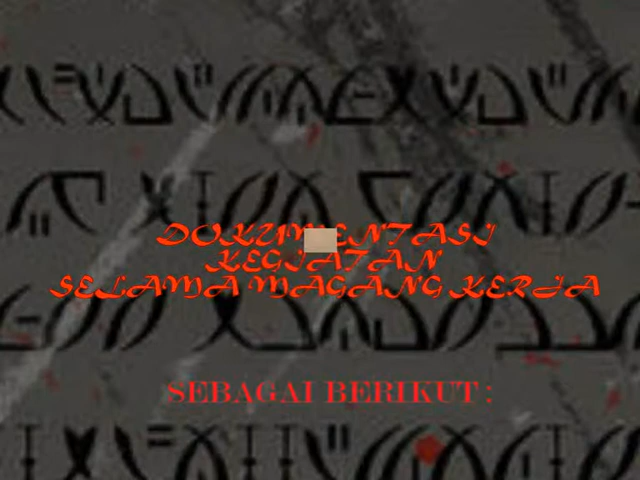 DOKUMENTASI
KEGIATAN
SELAMA MAGANG KERJA
SEBAGAI BERIKUT :